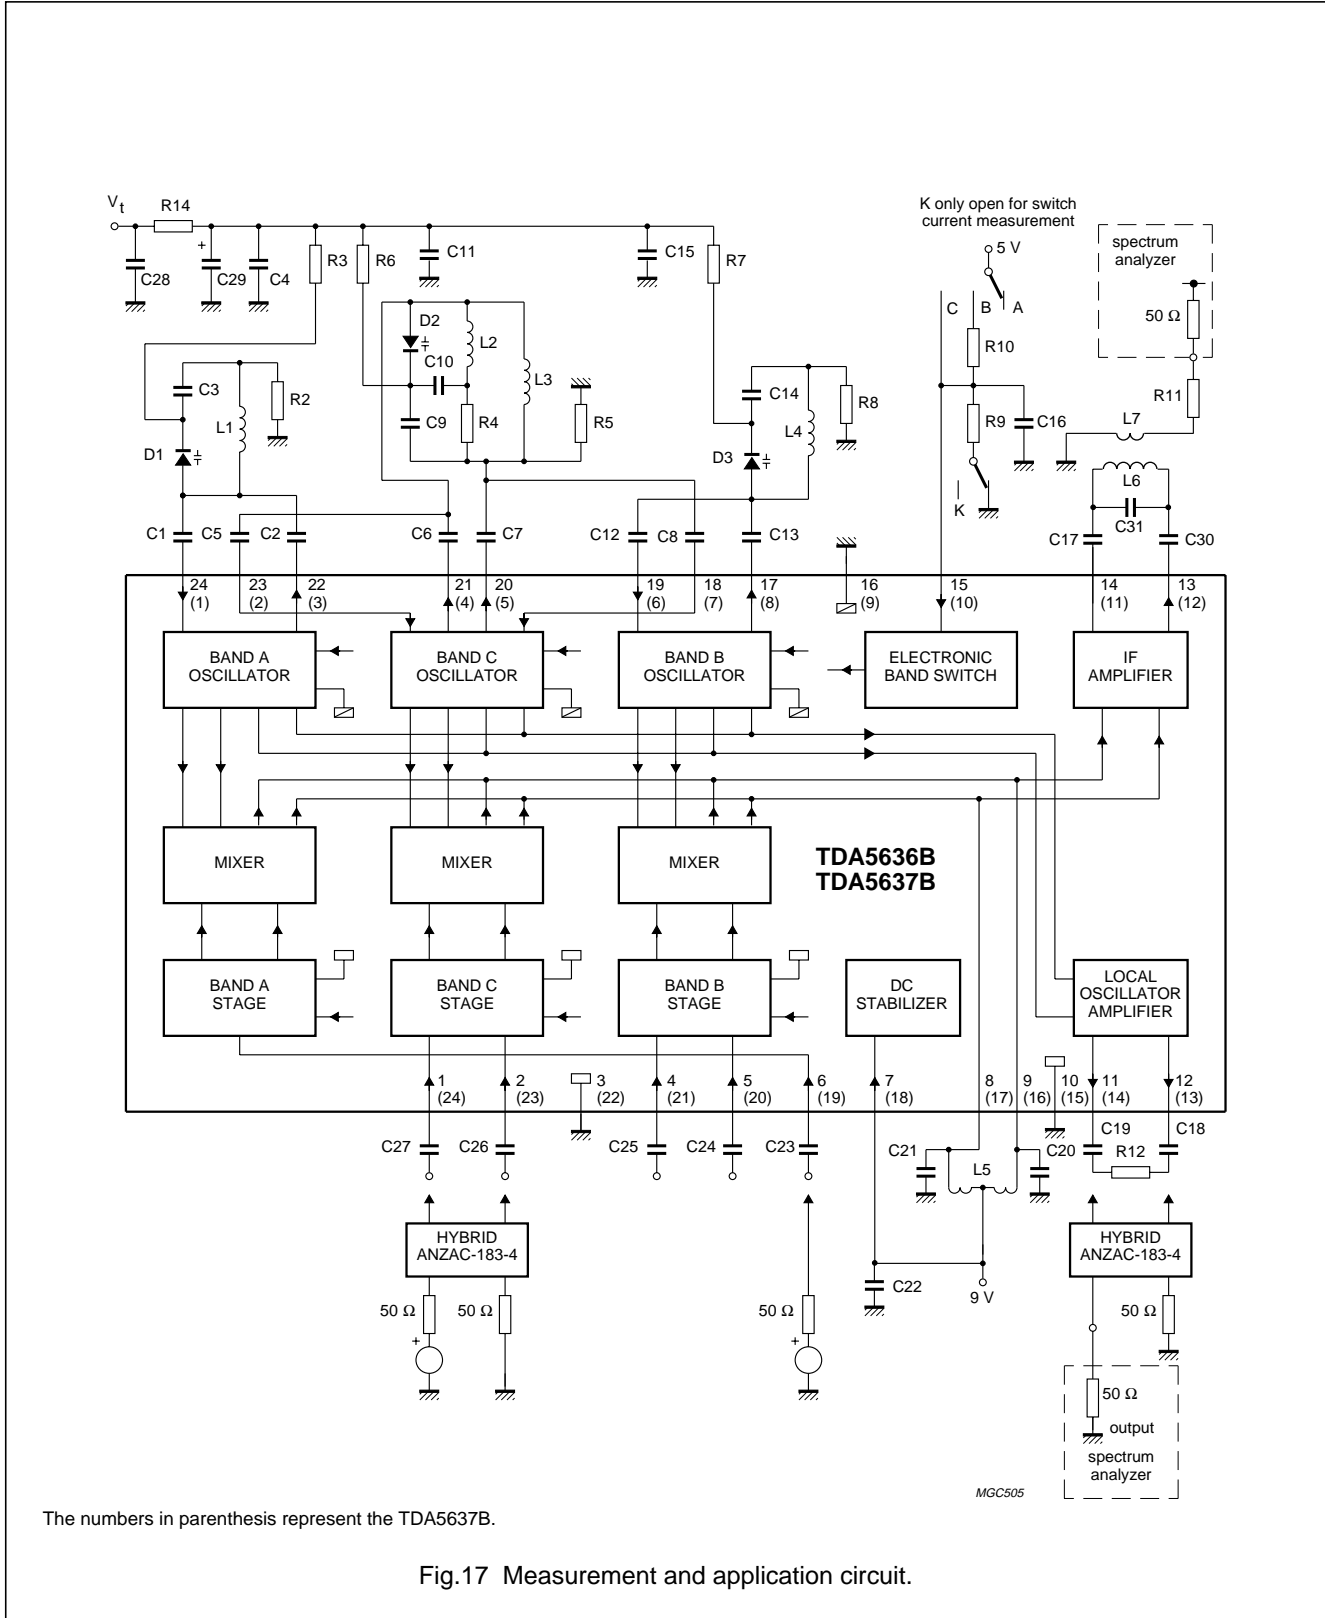 V t
R14
K only open for switch
current measurement
5 V
spectrum
analyzer
50 Ω
C28
+
C29
C4
R3
R6
C11
C15
R7
C B A
D2
L2
R10
C10
L3
C3
R2
L1
C9
R4
R5
C14
L4
R8
R9
C16
R11
L7
L6
C31
D1
D3
K
C1 C5 C2 C6 C7 C12 C8 C13 C17 C30
24 23 22 21 20 19 18 17 16 15 14 13
(1) (2) (3) (4) (5) (6) (7) (8) (9) (10) (11) (12)
BAND A
OSCILLATOR
BAND C
OSCILLATOR
BAND B
OSCILLATOR
ELECTRONIC
BAND SWITCH
IF
AMPLIFIER
MIXER
MIXER
MIXER
TDA5636B
TDA5637B
BAND A
STAGE
BAND C
STAGE
BAND B
STAGE
DC
STABILIZER
LOCAL
OSCILLATOR
AMPLIFIER
1 2 3 4 5 6 7 8 9 10 11 12
(24) (23) (22) (21) (20) (19) (18) (17) (16) (15) (14) (13)
C27 C26 C25 C24 C23 C21 L5 C20 C19 R12 C18
HYBRID
ANZAC-183-4
C22
9 V
HYBRID
ANZAC-183-4
50 Ω
50 Ω
50 Ω
50 Ω
+
+
50 Ω
output
spectrum
analyzer
MGC505
The numbers in parenthesis represent the TDA5637B.
Fig.17 Measurement and application circuit.